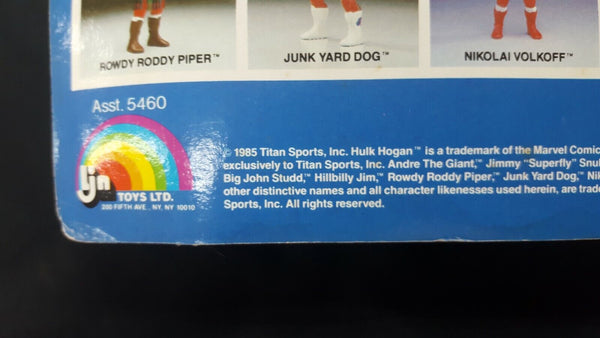 ROWDY RODDY PIPER™
JUNK YARD DOG™
NIKOLAI VOLKOFF™
Asst. 5460
ljn
TOYS LTD.
200 FIFTH AVE., NY, NY 10010
© 1985 Titan Sports, Inc. Hulk Hogan™ is a trademark of the Marvel Comic
exclusively to Titan Sports, Inc. Andre The Giant,™ Jimmy "Superfly" Snu
Big John Studd,™ Hillbilly Jim,™ Rowdy Roddy Piper,™ Junk Yard Dog,™ Nik
other distinctive names and all character likenesses used herein, are trade
Sports, Inc. All rights reserved.